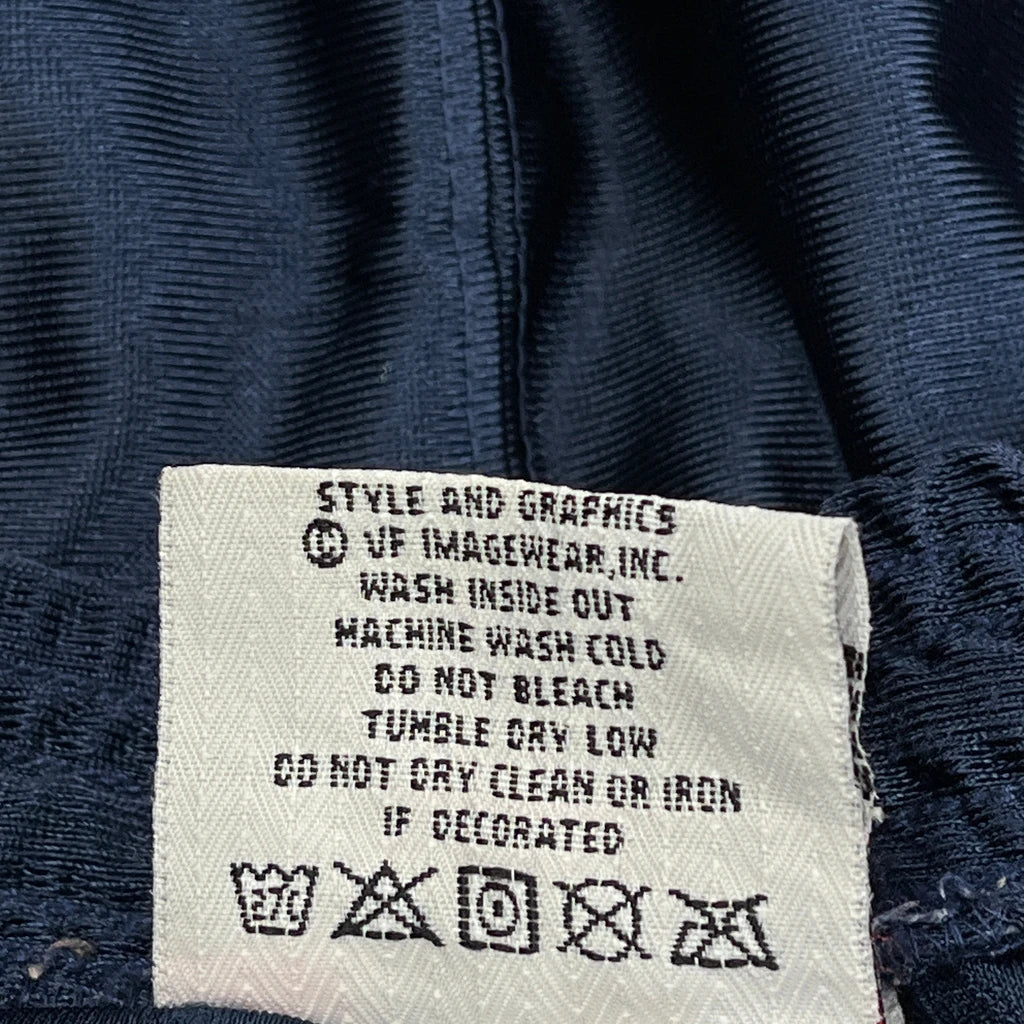 STYLE AND GRAPHICS
© VF IMAGEWEAR, INC.
WASH INSIDE OUT
MACHINE WASH COLD
DO NOT BLEACH
TUMBLE DRY LOW
DO NOT DRY CLEAN OR IRON
IF DECORATED